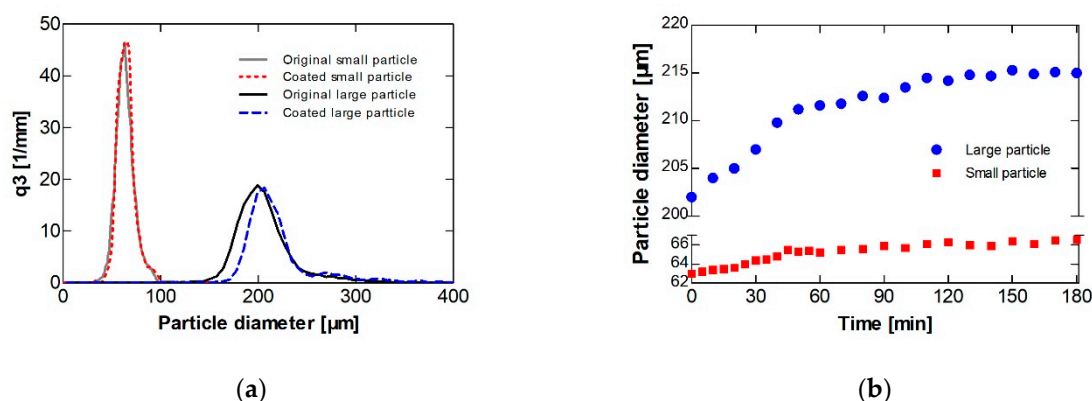 50
40
30
20
10
0
q3 [1/mm]
Original small particle
Coated small particle
Original large particle
Coated large partticle
0 100 200 300 400
Particle diameter [µm]
(a)
220
215
210
205
200
66
64
62
Particle diameter [µm]
Large particle
Small particle
0 30 60 90 120 150 180
Time [min]
(b)